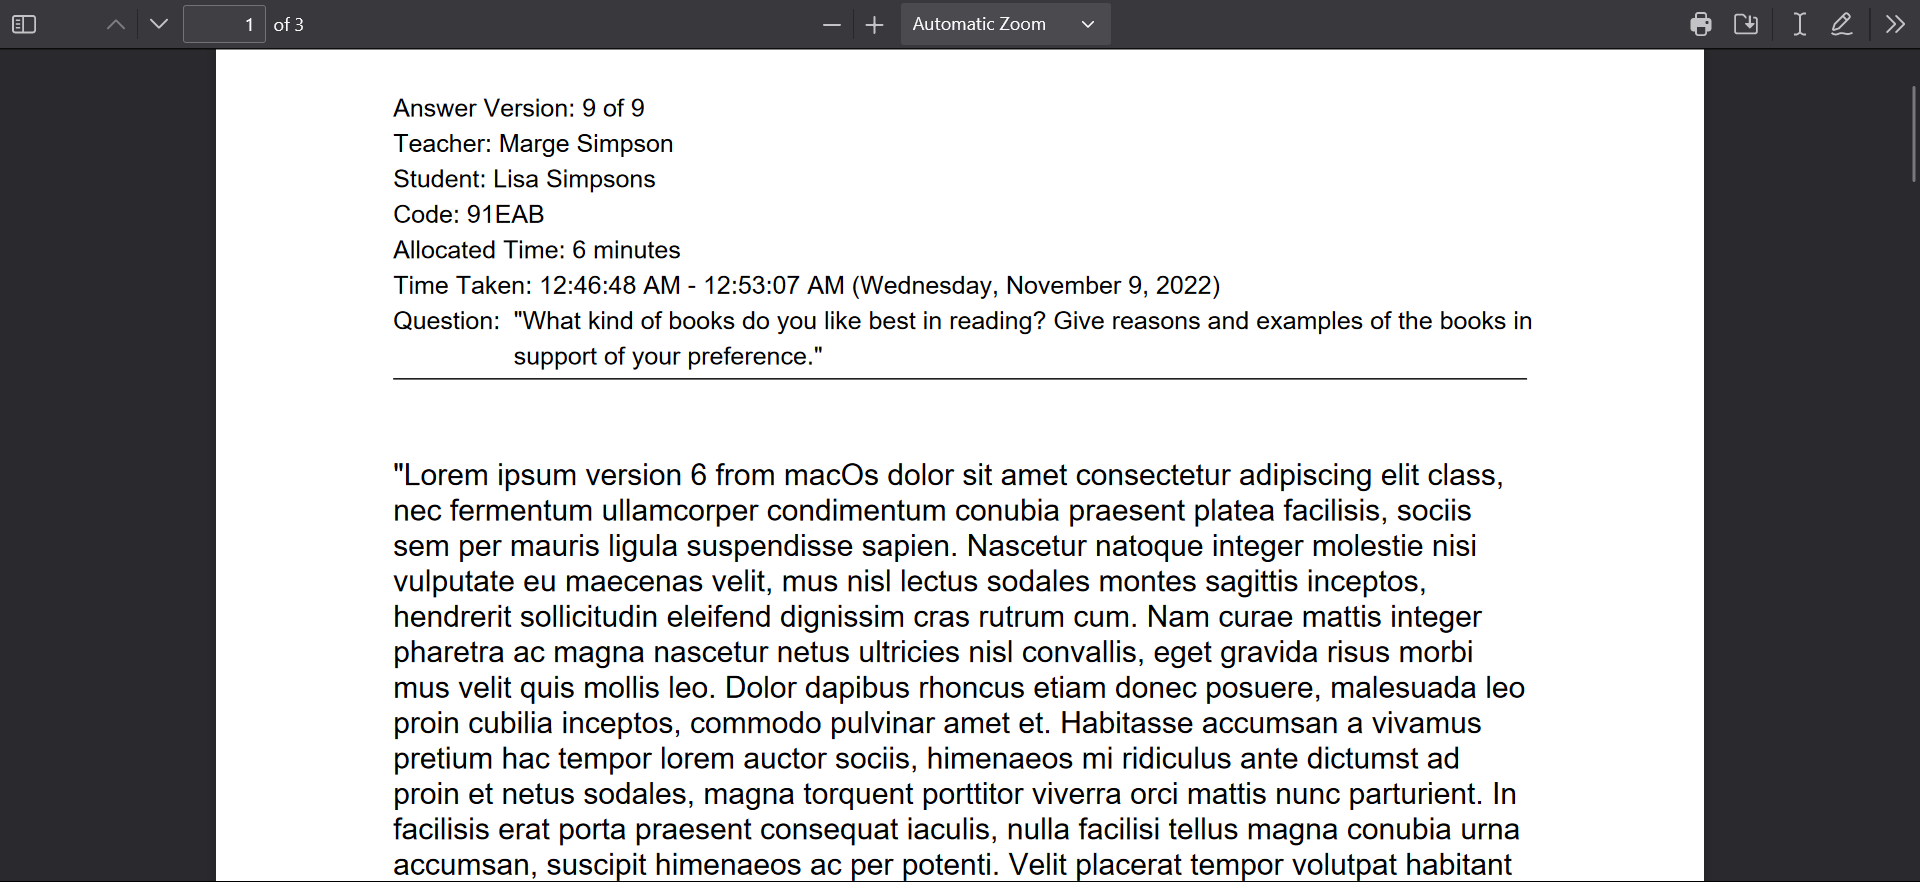 1 of 3 Automatic Zoom
Answer Version: 9 of 9
Teacher: Marge Simpson
Student: Lisa Simpsons
Code: 91EAB
Allocated Time: 6 minutes
Time Taken: 12:46:48 AM - 12:53:07 AM (Wednesday, November 9, 2022)
Question: "What kind of books do you like best in reading? Give reasons and examples of the books in
support of your preference."
"Lorem ipsum version 6 from macOs dolor sit amet consectetur adipiscing elit class,
nec fermentum ullamcorper condimentum conubia praesent platea facilisis, sociis
sem per mauris ligula suspendisse sapien. Nascetur natoque integer molestie nisi
vulputate eu maecenas velit, mus nisl lectus sodales montes sagittis inceptos,
hendrerit sollicitudin eleifend dignissim cras rutrum cum. Nam curae mattis integer
pharetra ac magna nascetur netus ultricies nisl convallis, eget gravida risus morbi
mus velit quis mollis leo. Dolor dapibus rhoncus etiam donec posuere, malesuada leo
proin cubilia inceptos, commodo pulvinar amet et. Habitasse accumsan a vivamus
pretium hac tempor lorem auctor sociis, himenaeos mi ridiculus ante dictumst ad
proin et netus sodales, magna torquent porttitor viverra orci mattis nunc parturient. In
facilisis erat porta praesent consequat iaculis, nulla facilisi tellus magna conubia urna
accumsan, suscipit himenaeos ac per potenti. Velit placerat tempor volutpat habitant